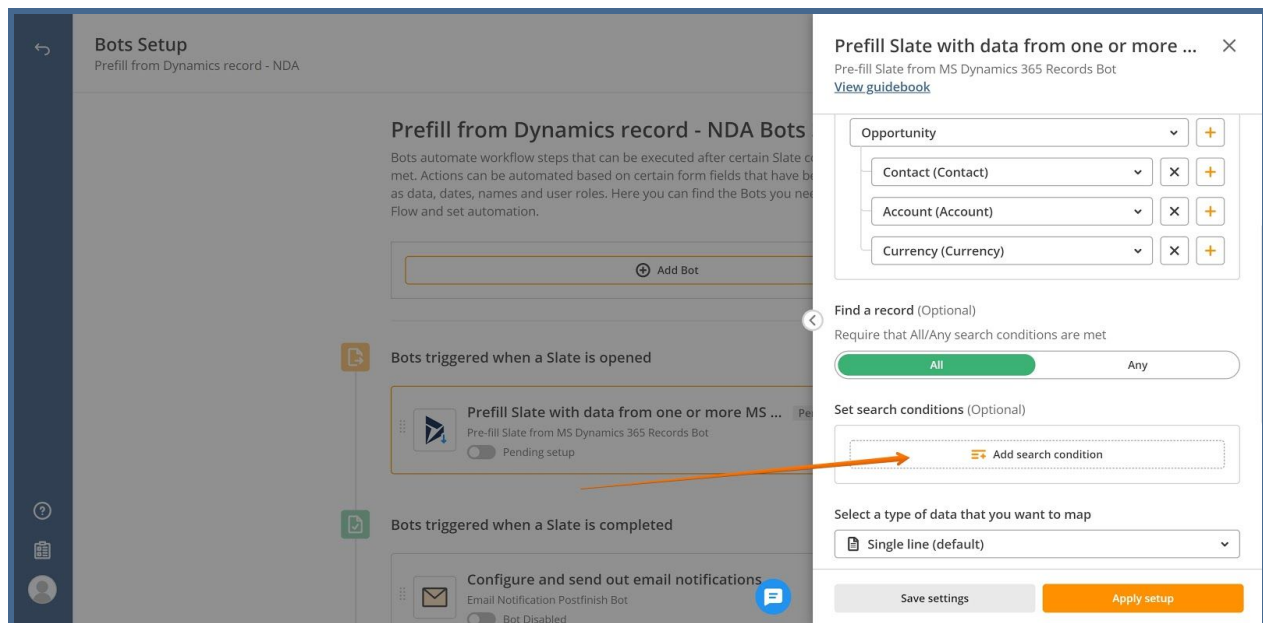 Bots Setup
Prefill from Dynamics record - NDA
Prefill from Dynamics record - NDA Bots
Bots automate workflow steps that can be executed after certain Slate
met. Actions can be automated based on certain form fields that have
as data, dates, names and user roles. Here you can find the Bots you
Flow and set automation.
Add Bot
Bots triggered when a Slate is opened
Prefill Slate with data from one or more MS ...
Pre-fill Slate from MS Dynamics 365 Records Bot
Pending setup
Bots triggered when a Slate is completed
Configure and send out email notifications
Email Notification Postfinish Bot
Bot Disabled
Prefill Slate with data from one or more ...
Pre-fill Slate from MS Dynamics 365 Records Bot
View guidebook
Opportunity
Contact (Contact)
Account (Account)
Currency (Currency)
Find a record (Optional)
Require that All/Any search conditions are met
All
Any
Set search conditions (Optional)
Add search condition
Select a type of data that you want to map
Single line (default)
Save settings
Apply setup